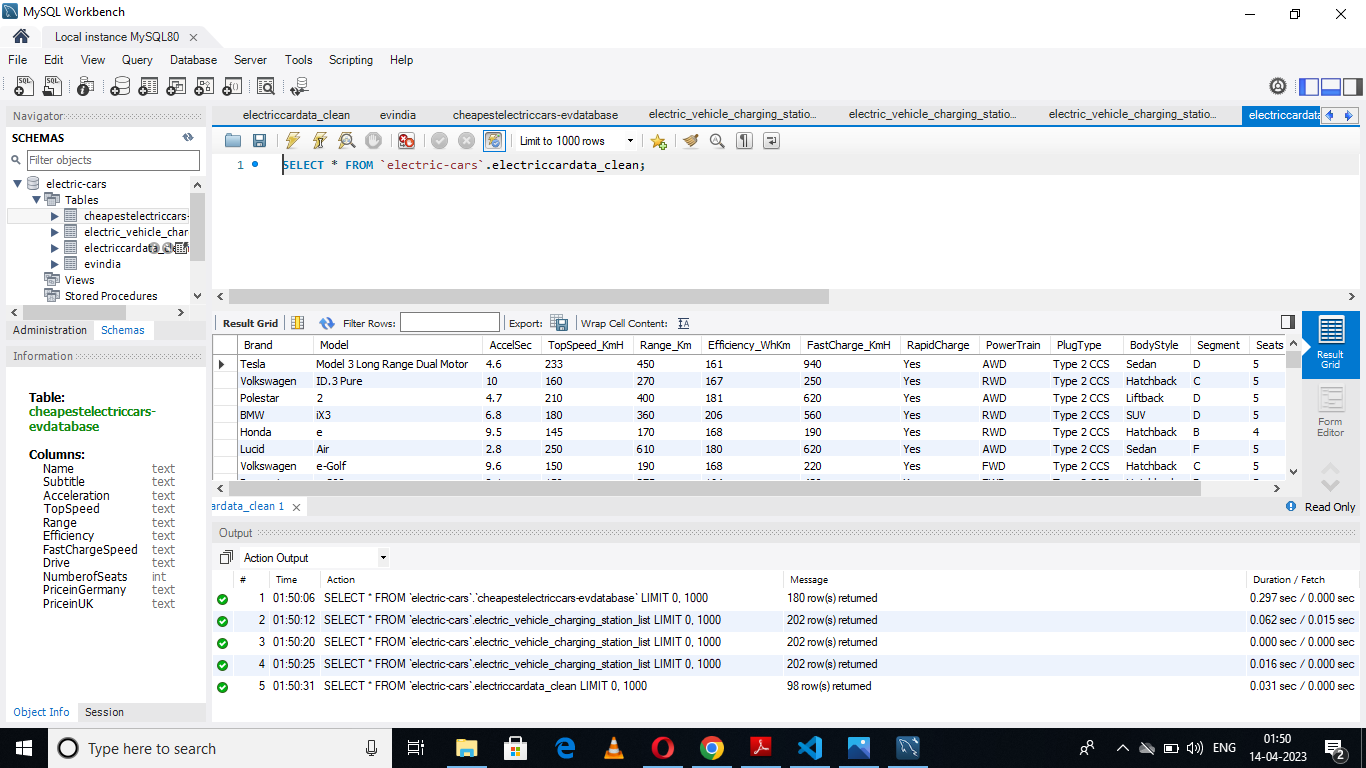 MySQL Workbench
Local instance MySQL80
File Edit View Query Database Server Tools Scripting Help
Navigator
SCHEMAS
Filter objects
electric-cars
Tables
cheapestelectriccars-
electric_vehicle_char
electriccardata_clean
evindia
Views
Stored Procedures
Administration Schemas
Information
Table:
cheapestelectriccars-
evdatabase
Columns:
Name text
Subtitle text
Acceleration text
TopSpeed text
Range text
Efficiency text
FastChargeSpeed text
Drive text
NumberofSeats int
PriceinGermany text
PriceinUK text
Object Info Session
electriccardata_clean evindia cheapestelectriccars-evdatabase electric_vehicle_charging_statio... electric_vehicle_charging_statio... electric_vehicle_charging_statio... electriccardata
Limit to 1000 rows
1 SELECT * FROM `electric-cars`.electriccardata_clean;
Result Grid Filter Rows: Export: Wrap Cell Content:
Brand Model AccelSec TopSpeed_KmH Range_Km Efficiency_WhKm FastCharge_KmH RapidCharge PowerTrain PlugType BodyStyle Segment Seats
Tesla Model 3 Long Range Dual Motor 4.6 233 450 161 940 Yes AWD Type 2 CCS Sedan D 5
Volkswagen ID.3 Pure 10 160 270 167 250 Yes RWD Type 2 CCS Hatchback C 5
Polestar 2 4.7 210 400 181 620 Yes AWD Type 2 CCS Liftback D 5
BMW iX3 6.8 180 360 206 560 Yes RWD Type 2 CCS SUV D 5
Honda e 9.5 145 170 168 190 Yes RWD Type 2 CCS Hatchback B 4
Lucid Air 2.8 250 610 180 620 Yes AWD Type 2 CCS Sedan F 5
Volkswagen e-Golf 9.6 150 190 168 220 Yes FWD Type 2 CCS Hatchback C 5
Result
Grid
Form
Editor
ardata_clean 1
Read Only
Output
Action Output
# Time Action Message Duration / Fetch
1 01:50:06 SELECT * FROM `electric-cars`.`cheapestelectriccars-evdatabase` LIMIT 0, 1000 180 row(s) returned 0.297 sec / 0.000 sec
2 01:50:12 SELECT * FROM `electric-cars`.electric_vehicle_charging_station_list LIMIT 0, 1000 202 row(s) returned 0.062 sec / 0.015 sec
3 01:50:20 SELECT * FROM `electric-cars`.electric_vehicle_charging_station_list LIMIT 0, 1000 202 row(s) returned 0.000 sec / 0.000 sec
4 01:50:25 SELECT * FROM `electric-cars`.electric_vehicle_charging_station_list LIMIT 0, 1000 202 row(s) returned 0.016 sec / 0.000 sec
5 01:50:31 SELECT * FROM `electric-cars`.electriccardata_clean LIMIT 0, 1000 98 row(s) returned 0.031 sec / 0.000 sec
Type here to search
ENG
01:50
14-04-2023
2